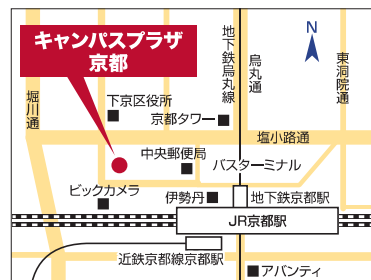 キャンパスプラザ
京都
N
地下鉄烏丸線
烏丸通
東洞院通
堀川通
下京区役所
京都タワー
塩小路通
中央郵便局
バスターミナル
ビックカメラ
伊勢丹
地下鉄京都駅
JR京都駅
近鉄京都線京都駅
アバンティ